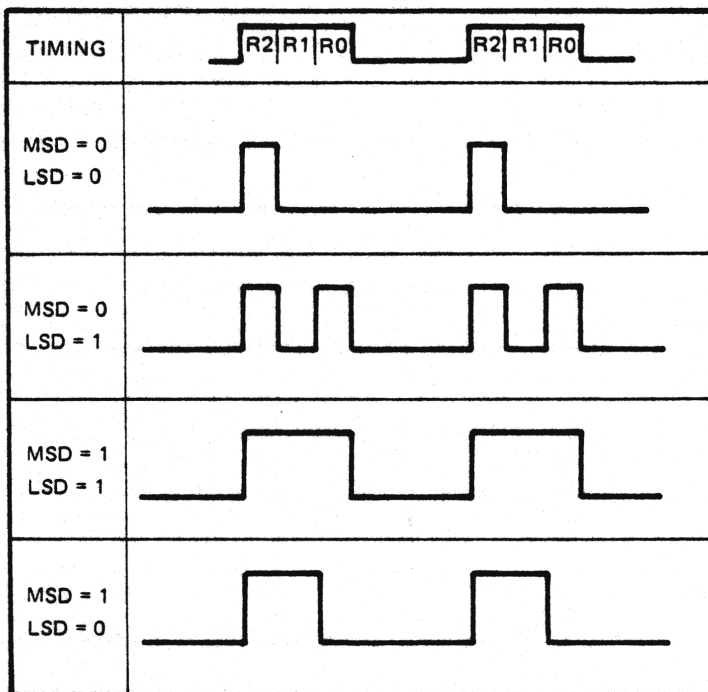 TIMING R2 R1 R0 R2 R1 R0
MSD = 0
LSD = 0
MSD = 0
LSD = 1
MSD = 1
LSD = 1
MSD = 1
LSD = 0